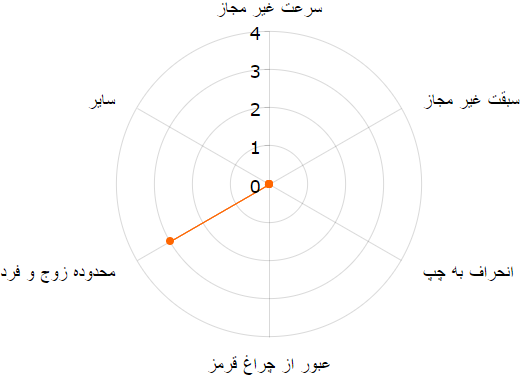 سرعت غیر مجاز
4
3
2
1
0
سبقت غیر مجاز
انحراف به چپ
عبور از چراغ قرمز
محدوده زوج و فرد
سایر